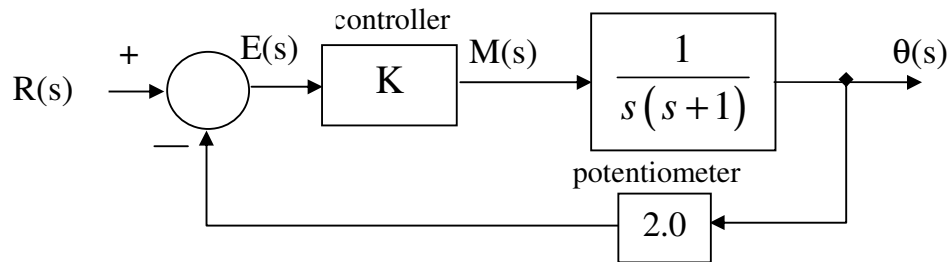 controller
+
E(s)
M(s)
θ(s)
R(s)
K
1
s(s+1)
—
potentiometer
2.0